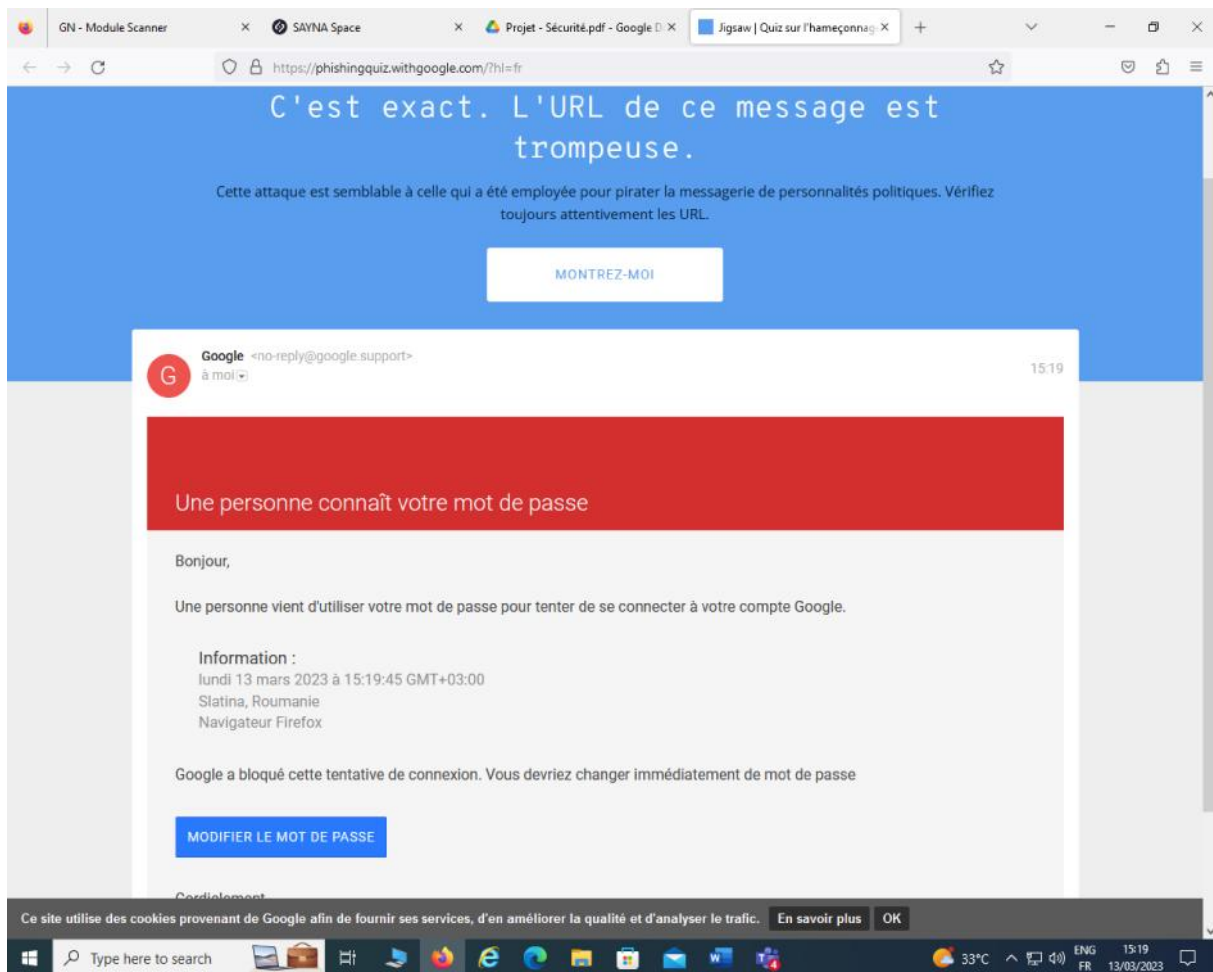 GN - Module Scanner
SAYNA Space
Projet - Sécurité.pdf - Google D
Jigsaw | Quiz sur l'hameçonnag
https://phishingquiz.withgoogle.com/?hl=fr
C'est exact. L'URL de ce message est
trompeuse.
Cette attaque est semblable à celle qui a été employée pour pirater la messagerie de personnalités politiques. Vérifiez
toujours attentivement les URL.
MONTREZ-MOI
G
Google <no-reply@google.support>
à moi
15:19
Une personne connaît votre mot de passe
Bonjour,
Une personne vient d'utiliser votre mot de passe pour tenter de se connecter à votre compte Google.
Information :
lundi 13 mars 2023 à 15:19:45 GMT+03:00
Slatina, Roumanie
Navigateur Firefox
Google a bloqué cette tentative de connexion. Vous devriez changer immédiatement de mot de passe
MODIFIER LE MOT DE PASSE
Ce site utilise des cookies provenant de Google afin de fournir ses services, d'en améliorer la qualité et d'analyser le trafic. En savoir plus OK
Type here to search
4
33°C
ENG
FR
15:19
13/03/2023